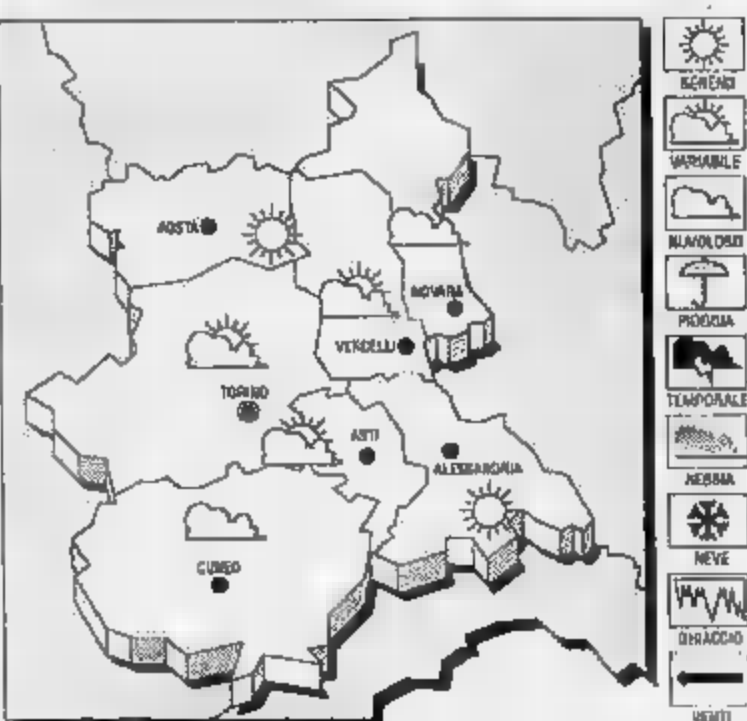 AOSTA
NOVARA
VERCELLI
TORINO
ASTI
ALESSANDRIA
CUNEO
SERENO
VARIABILE
NUVOLOSO
PIOGGIA
TEMPORALE
NEBBIA
NEVE
GHIACCIO
VENTI